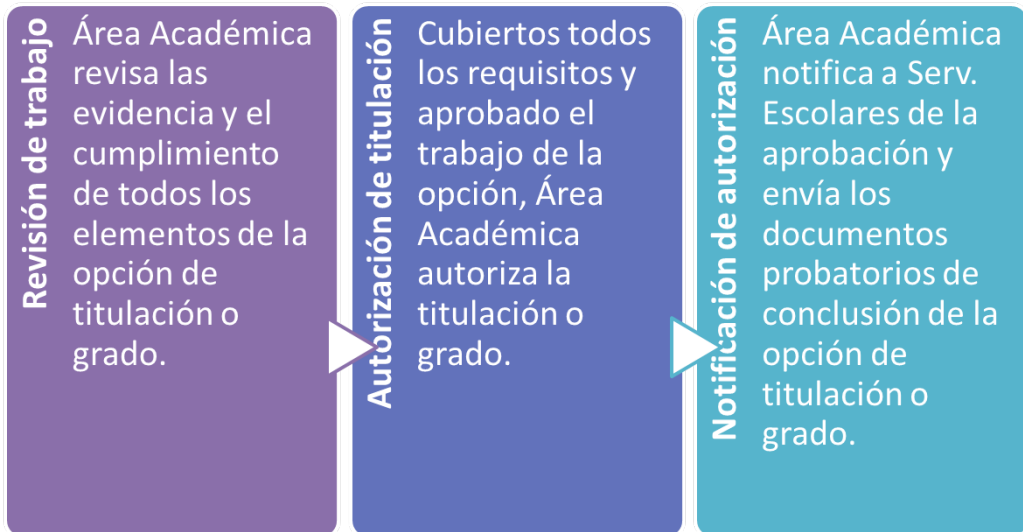 Revisión de trabajo
Área Académica
revisa las
evidencia y el
cumplimiento
de todos los
elementos de la
opción de
titulación o
grado.
Autorización de titulación
Cubiertos todos
los requisitos y
aprobado el
trabajo de la
opción, Área
Académica
autoriza la
titulación o
grado.
Notificación de autorización
Área Académica
notifica a Serv.
Escolares de la
aprobación y
envía los
documentos
probatorios de
conclusión de la
opción de
titulación o
grado.